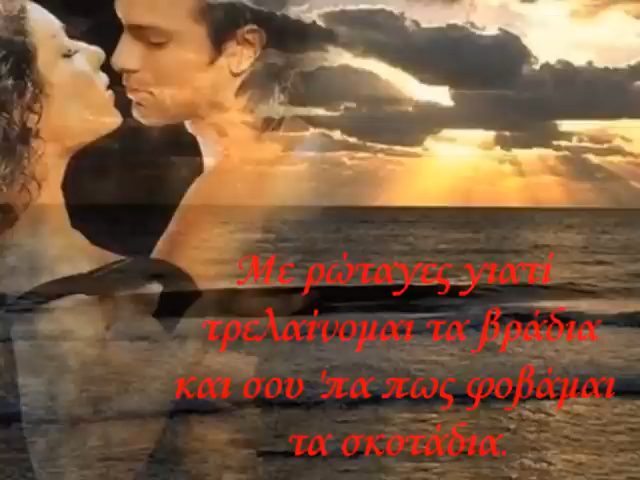 Με ρώταγες γιατί
τρελαίνομαι τα βράδια
και σου 'πα πως φοβάμαι
τα σκοτάδια.